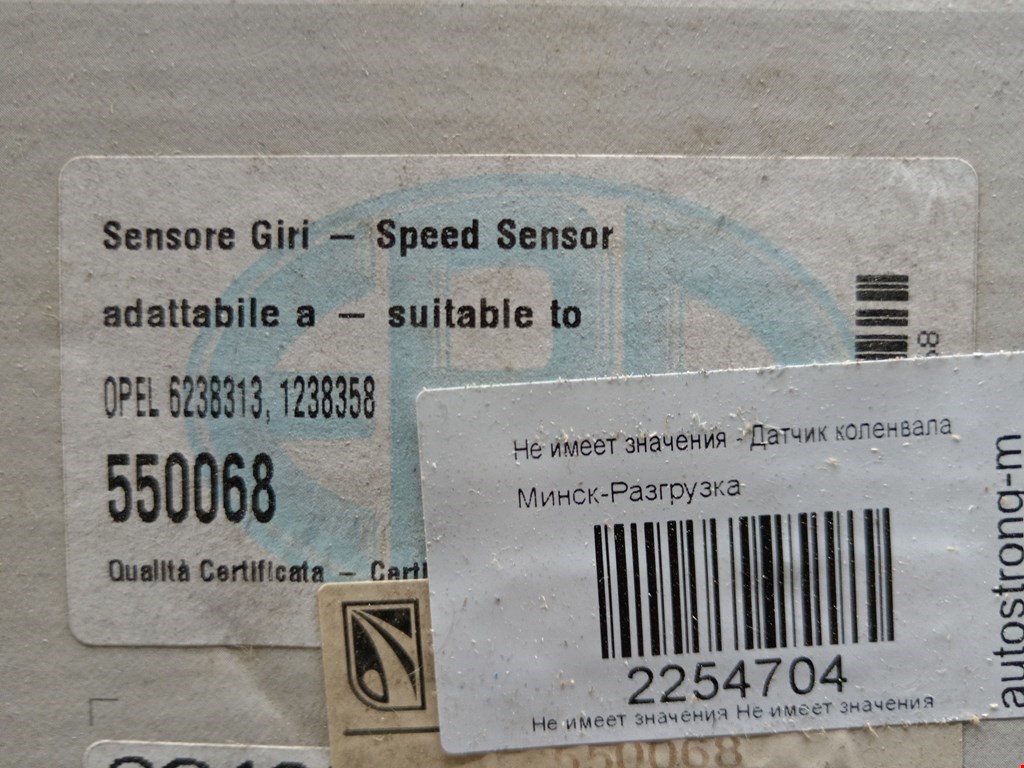 Sensore Giri – Speed Sensor
adattabile a – suitable to
OPEL 6238313, 1238358
550068
Qualità Certificata –
Не имеет значения - Датчик коленвала
Минск-Разгрузка
2254704
Не имеет значения Не имеет значения
autostrong-m
550068